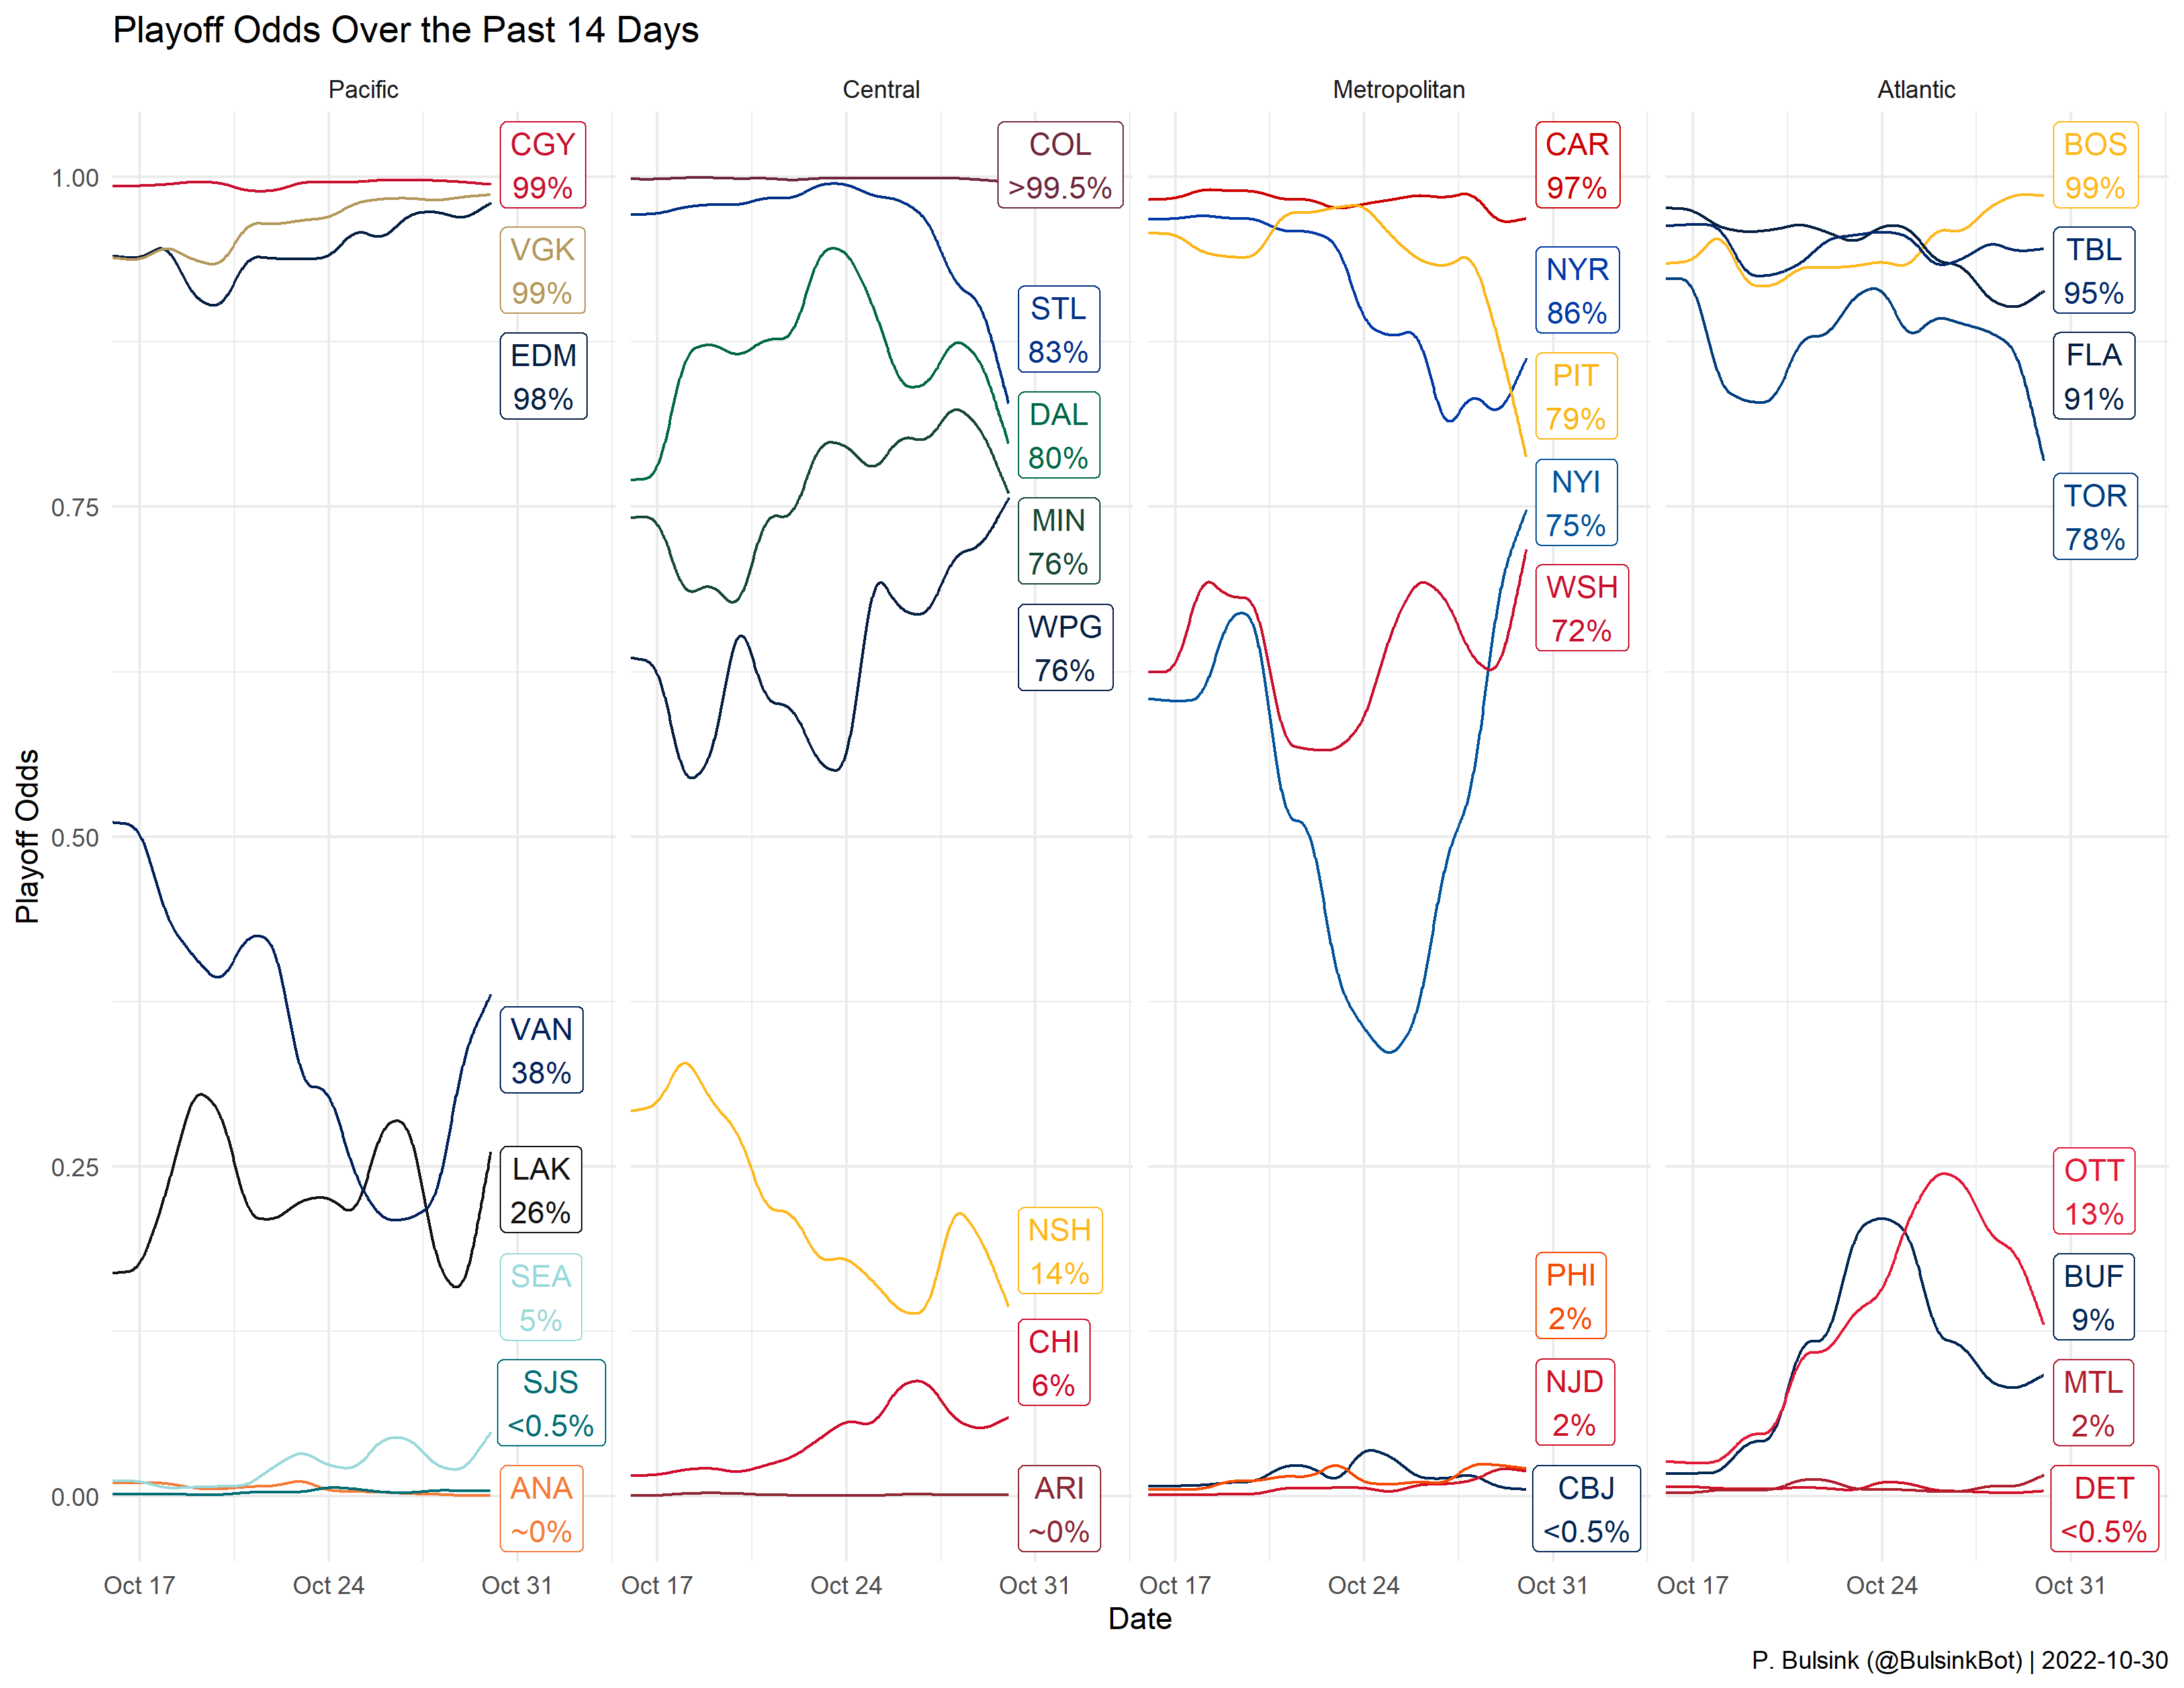 Playoff Odds Over the Past 14 Days
Pacific
Central
Metropolitan
Atlantic
Playoff Odds
1.00
0.75
0.50
0.25
0.00
CGY
99%
VGK
99%
EDM
98%
VAN
38%
LAK
26%
SEA
5%
SJS
<0.5%
ANA
~0%
COL
>99.5%
STL
83%
DAL
80%
MIN
76%
WPG
76%
NSH
14%
CHI
6%
ARI
~0%
CAR
97%
NYR
86%
PIT
79%
NYI
75%
WSH
72%
PHI
2%
NJD
2%
CBJ
<0.5%
BOS
99%
TBL
95%
FLA
91%
TOR
78%
OTT
13%
BUF
9%
MTL
2%
DET
<0.5%
Oct 17
Oct 24
Oct 31
Oct 17
Oct 24
Oct 31
Oct 17
Oct 24
Oct 31
Oct 17
Oct 24
Oct 31
Date
P. Bulsink (@BulsinkBot) | 2022-10-30